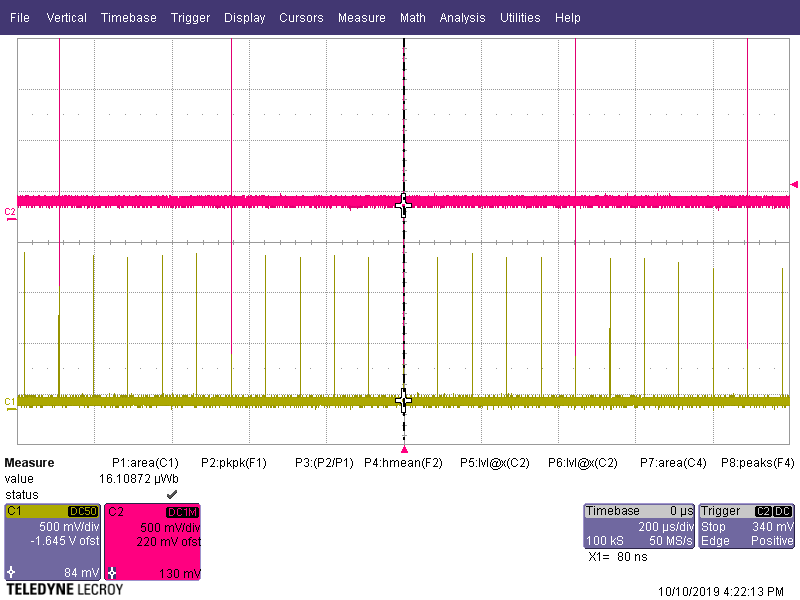 File Vertical Timebase Trigger Display Cursors Measure Math Analysis Utilities Help
C2
C1
Measure P1:area(C1) P2:pkpk(F1) P3:(P2/P1) P4:hmean(F2) P5:lvl@x(C2) P6:lvl@x(C2) P7:area(C4) P8:peaks(F4)
value 16.10872 µWb
status
C1 DC50
500 mV/div
-1.645 V ofst
84 mV
C2 DC1M
500 mV/div
220 mV ofst
130 mV
Timebase 0 µs
200 µs/div
100 kS 50 MS/s
Trigger C2 DC
Stop 340 mV
Edge Positive
X1= 80 ns
TELEDYNE LECROY
10/10/2019 4:22:13 PM